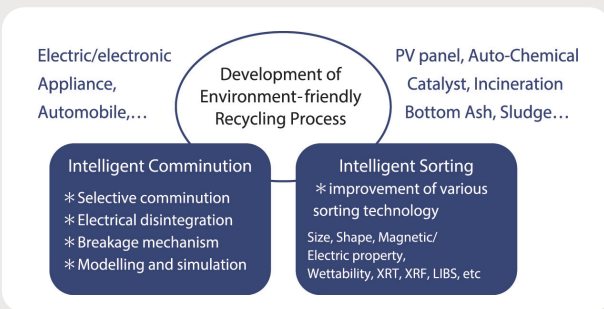 Electric/electronic
Appliance,
Automobile,...
Development of
Environment-friendly
Recycling Process
PV panel, Auto-Chemical
Catalyst, Incineration
Bottom Ash, Sludge...
Intelligent Comminution
＊Selective comminution
＊Electrical disintegration
＊Breakage mechanism
＊Modelling and simulation
Intelligent Sorting
＊improvement of various
sorting technology
Size, Shape, Magnetic/
Electric property,
Wettability, XRT, XRF, LIBS, etc